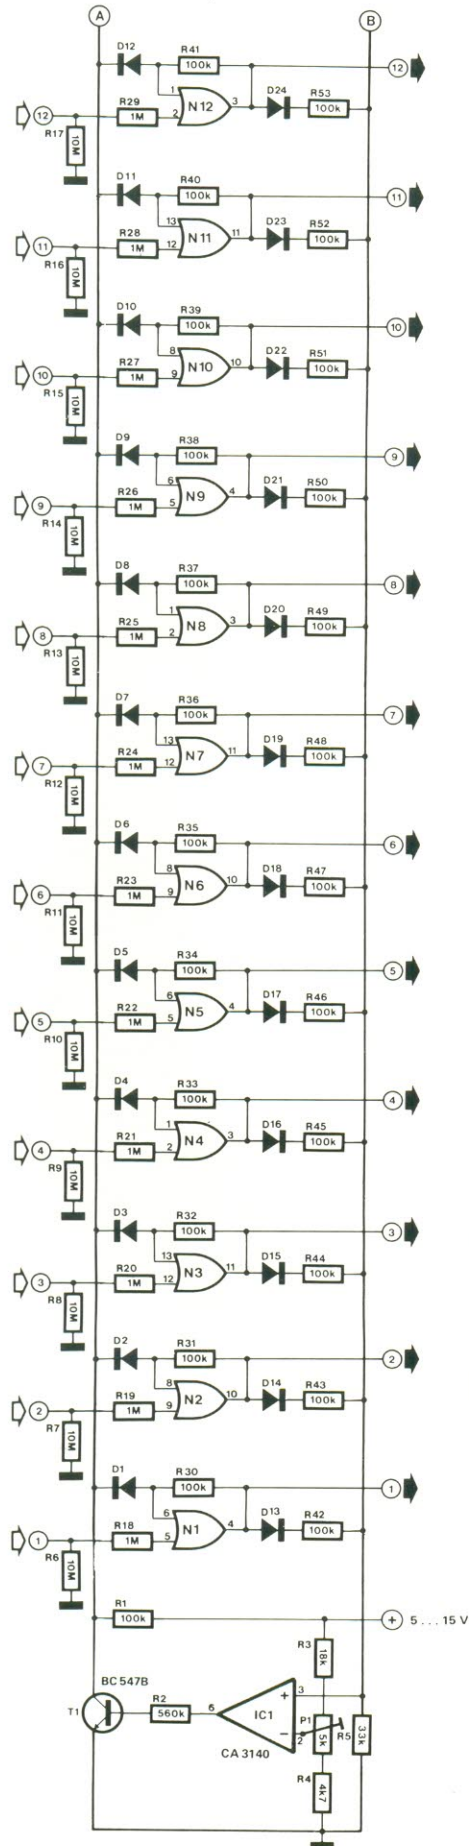 A
B
D12
R41
100k
12
1
N12
3
D24
R53
100k
12
R29
1M
2
R17
10M
D11
R40
100k
11
13
N11
11
D23
R52
100k
11
R28
1M
12
R16
10M
D10
R39
100k
10
8
N10
10
D22
R51
100k
10
R27
1M
9
R15
10M
D9
R38
100k
9
6
N9
4
D21
R50
100k
9
R26
1M
5
R14
10M
D8
R37
100k
8
1
N8
3
D20
R49
100k
8
R25
1M
2
R13
10M
D7
R36
100k
7
13
N7
11
D19
R48
100k
7
R24
1M
12
R12
10M
D6
R35
100k
6
8
N6
10
D18
R47
100k
6
R23
1M
9
R11
10M
D5
R34
100k
5
6
N5
4
D17
R46
100k
5
R22
1M
5
R10
10M
D4
R33
100k
4
1
N4
3
D16
R45
100k
4
R21
1M
2
R9
10M
D3
R32
100k
3
13
N3
11
D15
R44
100k
3
R20
1M
12
R8
10M
D2
R31
100k
2
8
N2
10
D14
R43
100k
2
R19
1M
9
R7
10M
D1
R30
100k
1
6
N1
4
D13
R42
100k
1
R18
1M
5
R6
10M
R1
100k
+ 5 ... 15 V
R3
18k
BC547B
T1
R2
560k
6
IC1
+
3
−
2
P1
5k
R5
33k
CA 3140
R4
4k7